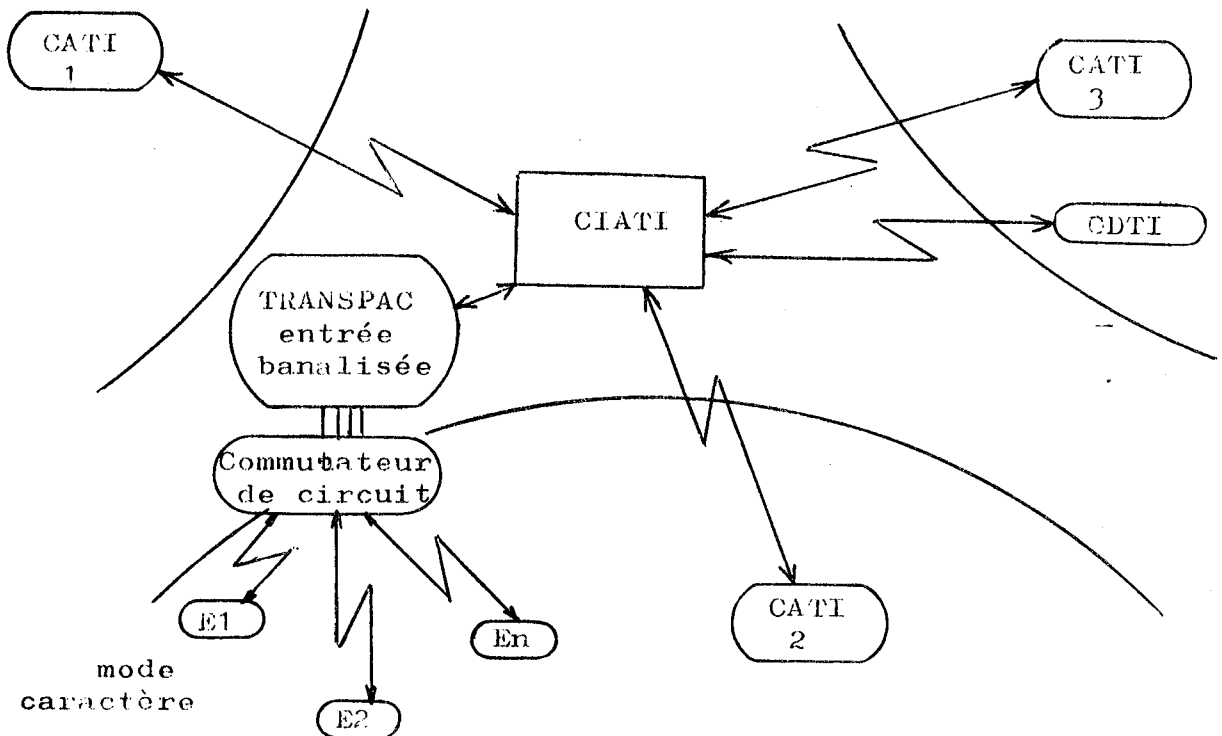 CATI
1
CATI
3
CIATI
CDTI
TRANSPAC
entrée
banalisée
Commutateur
de circuit
E1
En
CATI
2
mode
caractère
E2